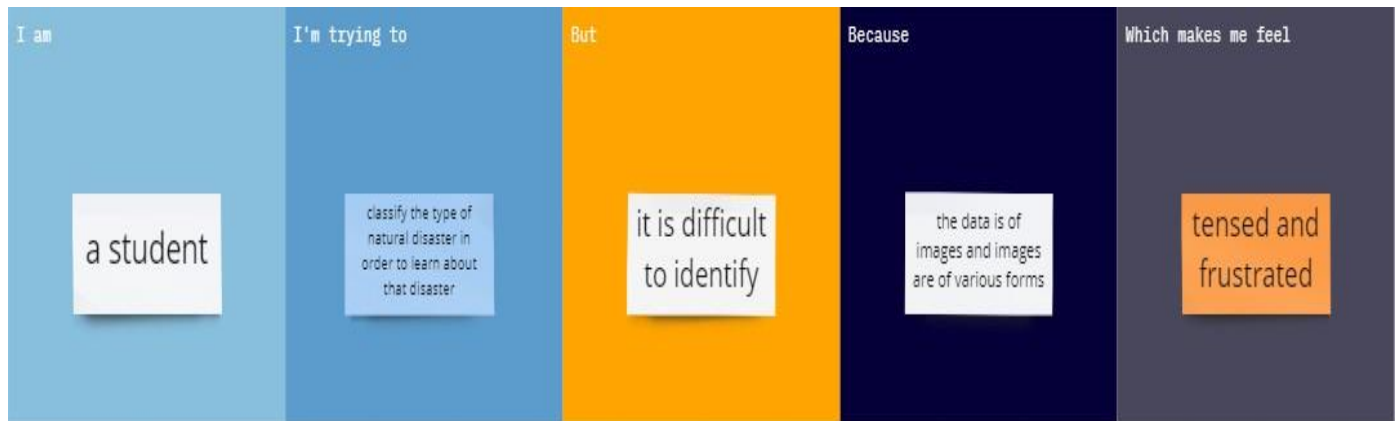 I am
a student
I'm trying to
classify the type of
natural disaster in
order to learn about
that disaster
But
it is difficult
to identify
Because
the data is of
images and images
are of various forms
Which makes me feel
tensed and
frustrated